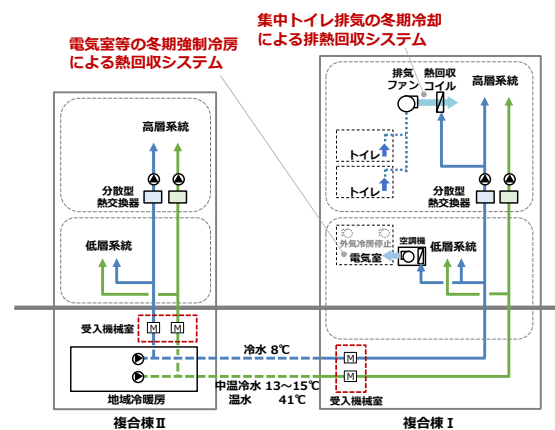 電気室等の冬期強制冷房
による熱回収システム
集中トイレ排気の冬期冷却
による排熱回収システム
高層系統
分散型
熱交換器
低層系統
受入機械室
M
M
地域冷暖房
複合棟Ⅱ
排気
ファン
熱回収
コイル
高層系統
トイレ
トイレ
分散型
熱交換器
外気冷房停止
電気室
空調機
低層系統
冷水 8℃
中温冷水 13～15℃
温水 41℃
M
M
受入機械室
複合棟Ⅰ